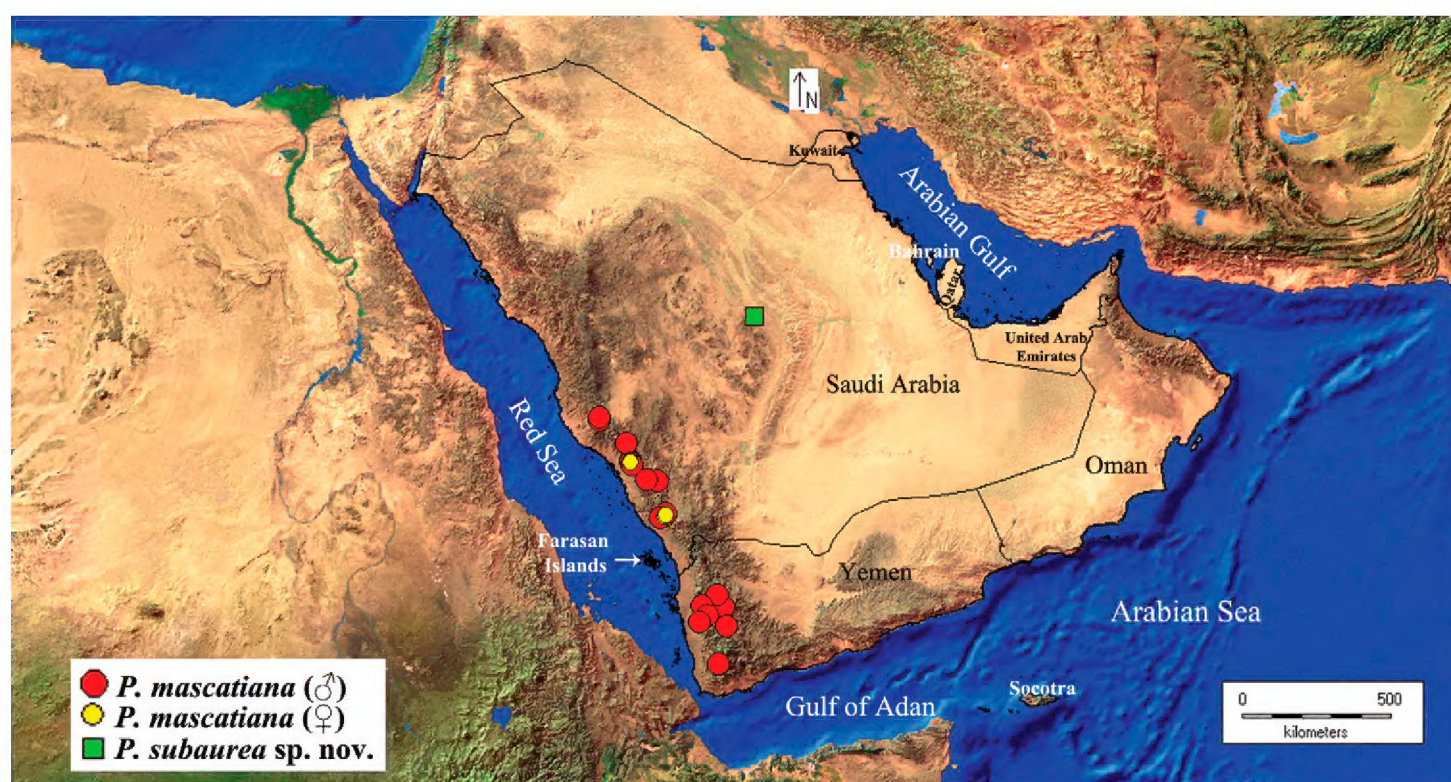 N
Kuwait
Arabian Gulf
Bahrain
Qatar
United Arab
Emirates
Saudi Arabia
Red Sea
Oman
Farasan
Islands →
Yemen
Arabian Sea
Socotra
Gulf of Adan
P. mascatiana (♂)
P. mascatiana (♀)
P. subaurea sp. nov.
0 500
kilometers